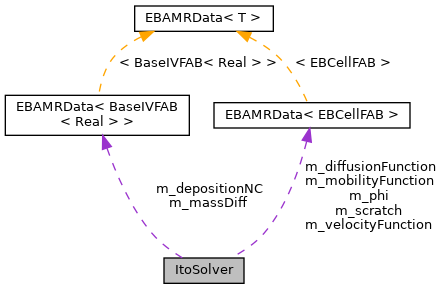 EBAMRData< T >
< BaseIVFAB< Real > >
< EBCellFAB >
EBAMRData< BaseIVFAB
< Real > >
EBAMRData< EBCellFAB >
m_depositionNC
m_massDiff
m_diffusionFunction
m_mobilityFunction
m_phi
m_scratch
m_velocityFunction
ItoSolver